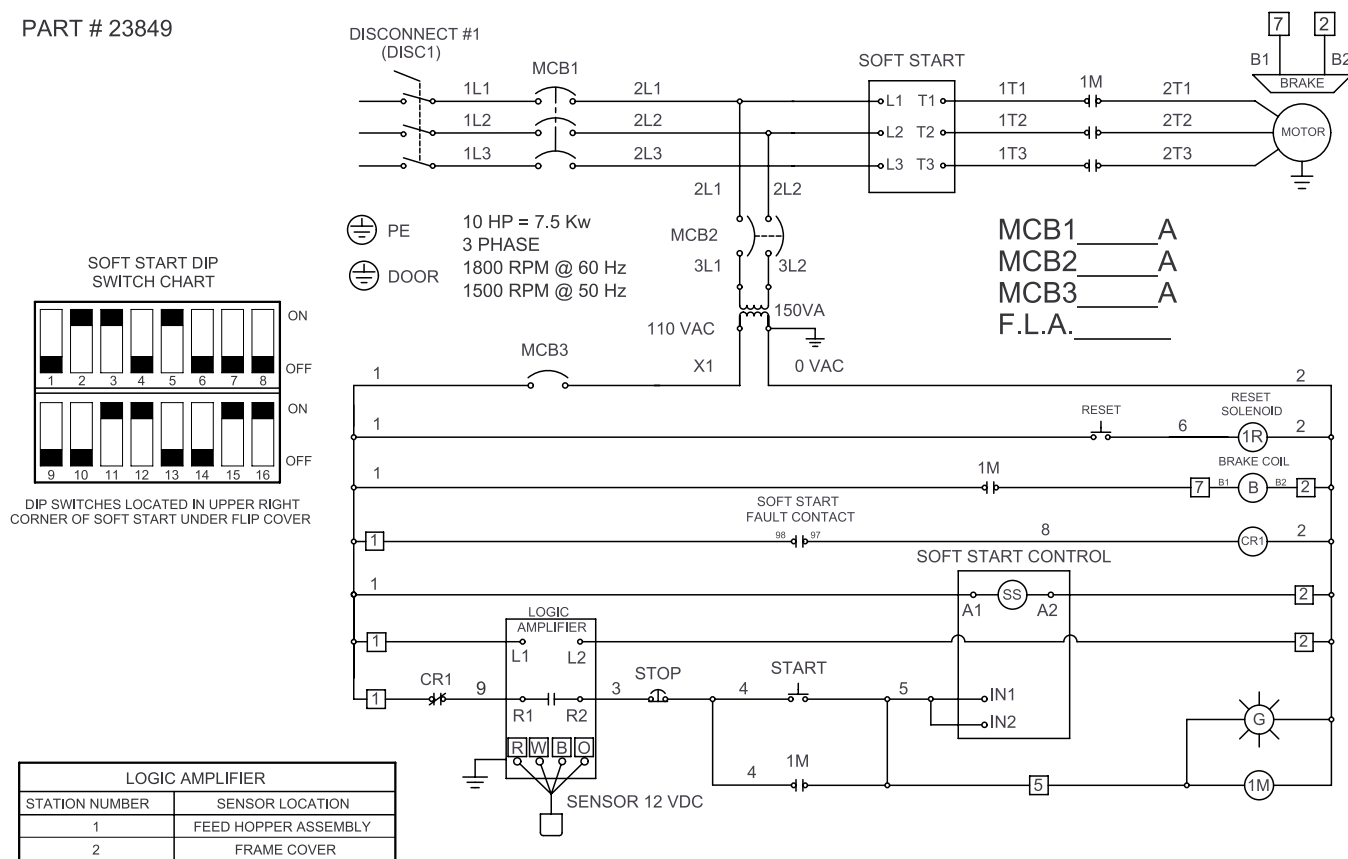 PART # 23849
DISCONNECT #1
(DISC1)
MCB1
1L1
1L2
1L3
2L1
2L2
2L3
SOFT START
L1 T1
L2 T2
L3 T3
1T1
1T2
1T3
1M
2T1
2T2
2T3
7 2
B1 B2
BRAKE
MOTOR
2L1 2L2
MCB2
3L1 3L2
150VA
110 VAC
X1
0 VAC
PE
DOOR
10 HP = 7.5 Kw
3 PHASE
1800 RPM @ 60 Hz
1500 RPM @ 50 Hz
MCB1______A
MCB2______A
MCB3______A
F.L.A._______
SOFT START DIP
SWITCH CHART
ON
OFF
1 2 3 4 5 6 7 8
ON
OFF
9 10 11 12 13 14 15 16
DIP SWITCHES LOCATED IN UPPER RIGHT
CORNER OF SOFT START UNDER FLIP COVER
1 MCB3 2
RESET
SOLENOID
1 RESET 6 1R 2
BRAKE COIL
1 1M 7 B1 B B2 2
SOFT START
FAULT CONTACT
1 98 97 8 CR1 2
SOFT START CONTROL
1 A1 SS A2 2
LOGIC
AMPLIFIER
1 L1 L2 2
CR1 STOP START
1 9 R1 R2 3 4 5 IN1
IN2
G
R W B O
4 1M 5 1M
SENSOR 12 VDC
LOGIC AMPLIFIER
STATION NUMBER SENSOR LOCATION
1 FEED HOPPER ASSEMBLY
2 FRAME COVER